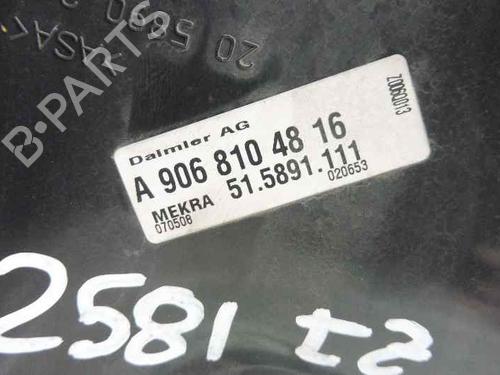 Daimler AG
A 906 810 48 16
MEKRA 51.5891.111
070508 020653
Z0060013
2581 t2
B-PARTS